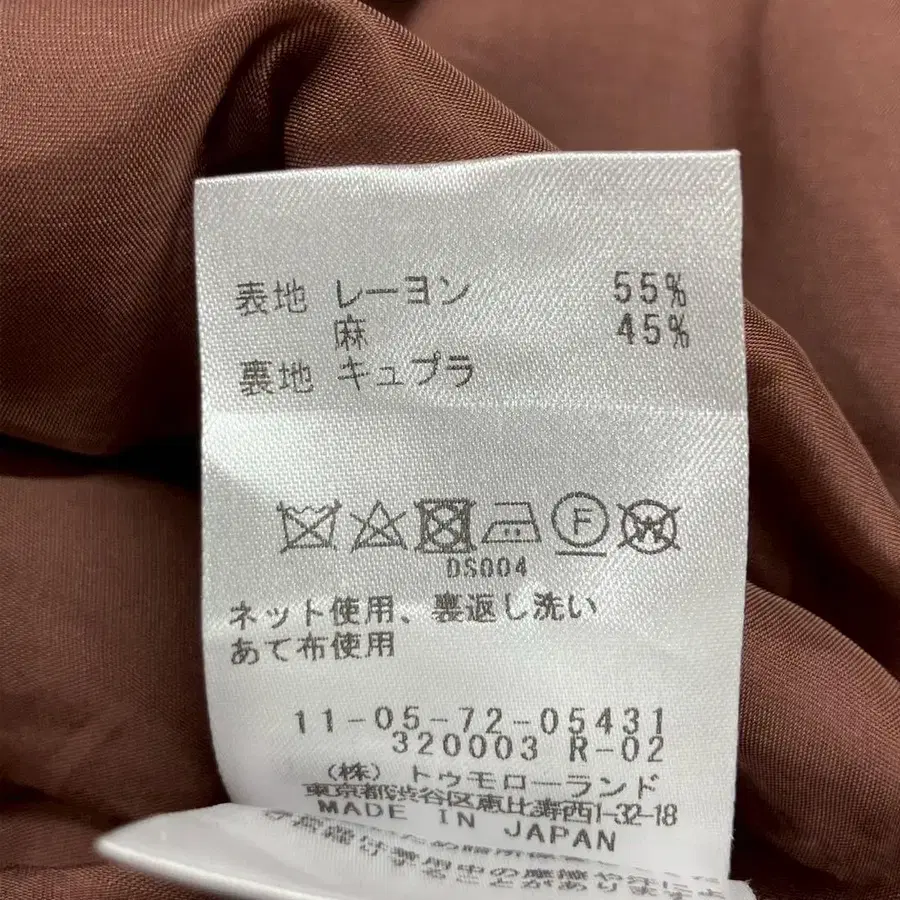 表地 レーヨン 55%
麻 45%
裏地 キュプラ
F
W
DS004
ネット使用、裏返し洗い
あて布使用
11-05-72-05431
320003 R-02
(株) トゥモローランド
東京都渋谷区恵比寿西1-32-18
MADE IN JAPAN